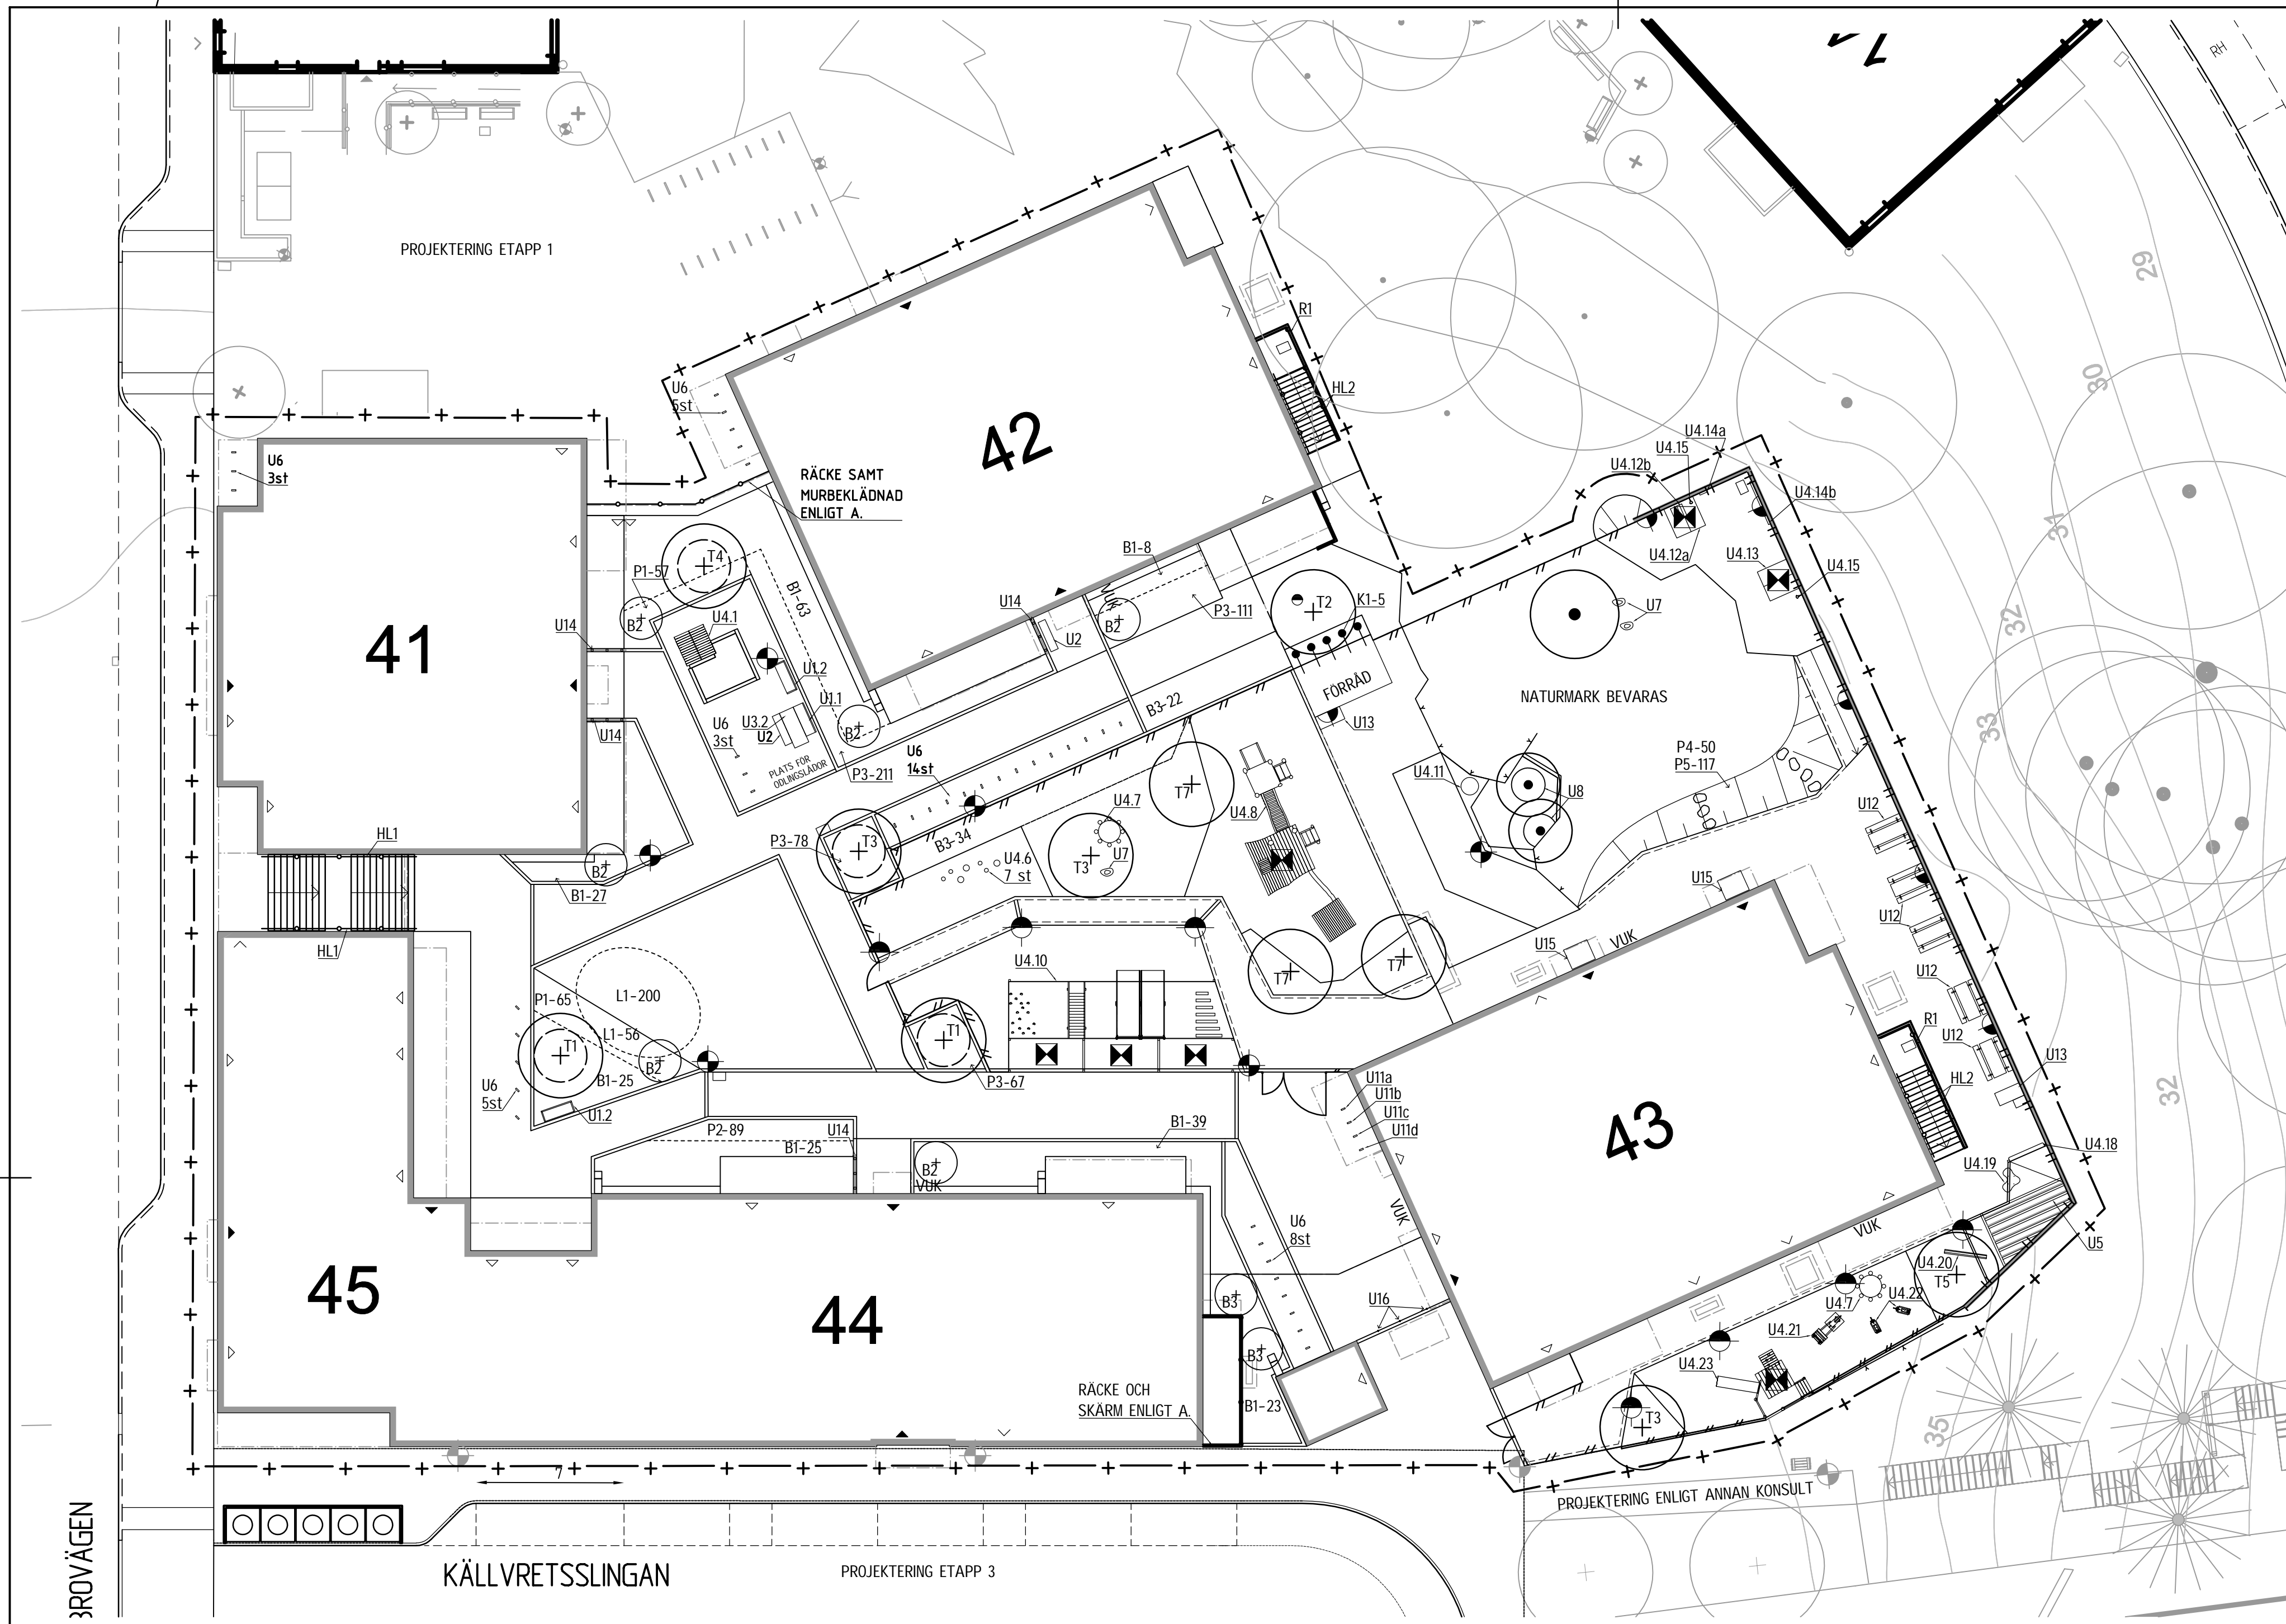 RH
29
PROJEKTERING ETAPP 1
R1
30
U6
5st
HL2
42
U4.14a
U4.15
U4.12b
U6
3st
RÄCKE SAMT
MURBEKLÄDNAD
ENLIGT A.
U4.14b
31
B1-8
U4.12a
U4.13
U4.15
T4
P1-57
B1-63
VUK
U14
T2
K1-5
U7
P3-111
32
B2
U4.1
U14
U2
B2
41
U1.2
FÖRRÅD
NATURMARK BEVARAS
U1.1
B3-22
U6
3st
U3.2
U2
U13
33
U14
B2
U6
14st
P4-50
P5-117
PLATS FÖR
ODLINGSLÅDOR
P3-211
U4.11
T7
U8
U12
U4.7
U4.8
HL1
P3-78
T3
B3-34
U4.6
7 st
T3
U7
B2
U15
B1-27
U12
HL1
U15
VUK
U4.10
T7
T7
U12
P1-65
L1-200
R1
U12
L1-56
T1
T1
U13
B2
U6
5st
B1-25
P3-67
U11a
HL2
32
U1.2
U11b
U11c
P2-89
U14
B1-39
U11d
43
B1-25
U4.18
B2
VUK
U4.19
VUK
U6
8st
VUK
U5
45
44
U4.20
T5
B3
U16
U4.7
U4.22
U4.21
B3
U4.23
RÄCKE OCH
SKÄRM ENLIGT A.
B1-23
T3
35
7
PROJEKTERING ENLIGT ANNAN KONSULT
BROVÄGEN
KÄLLVRETSSLINGAN
PROJEKTERING ETAPP 3